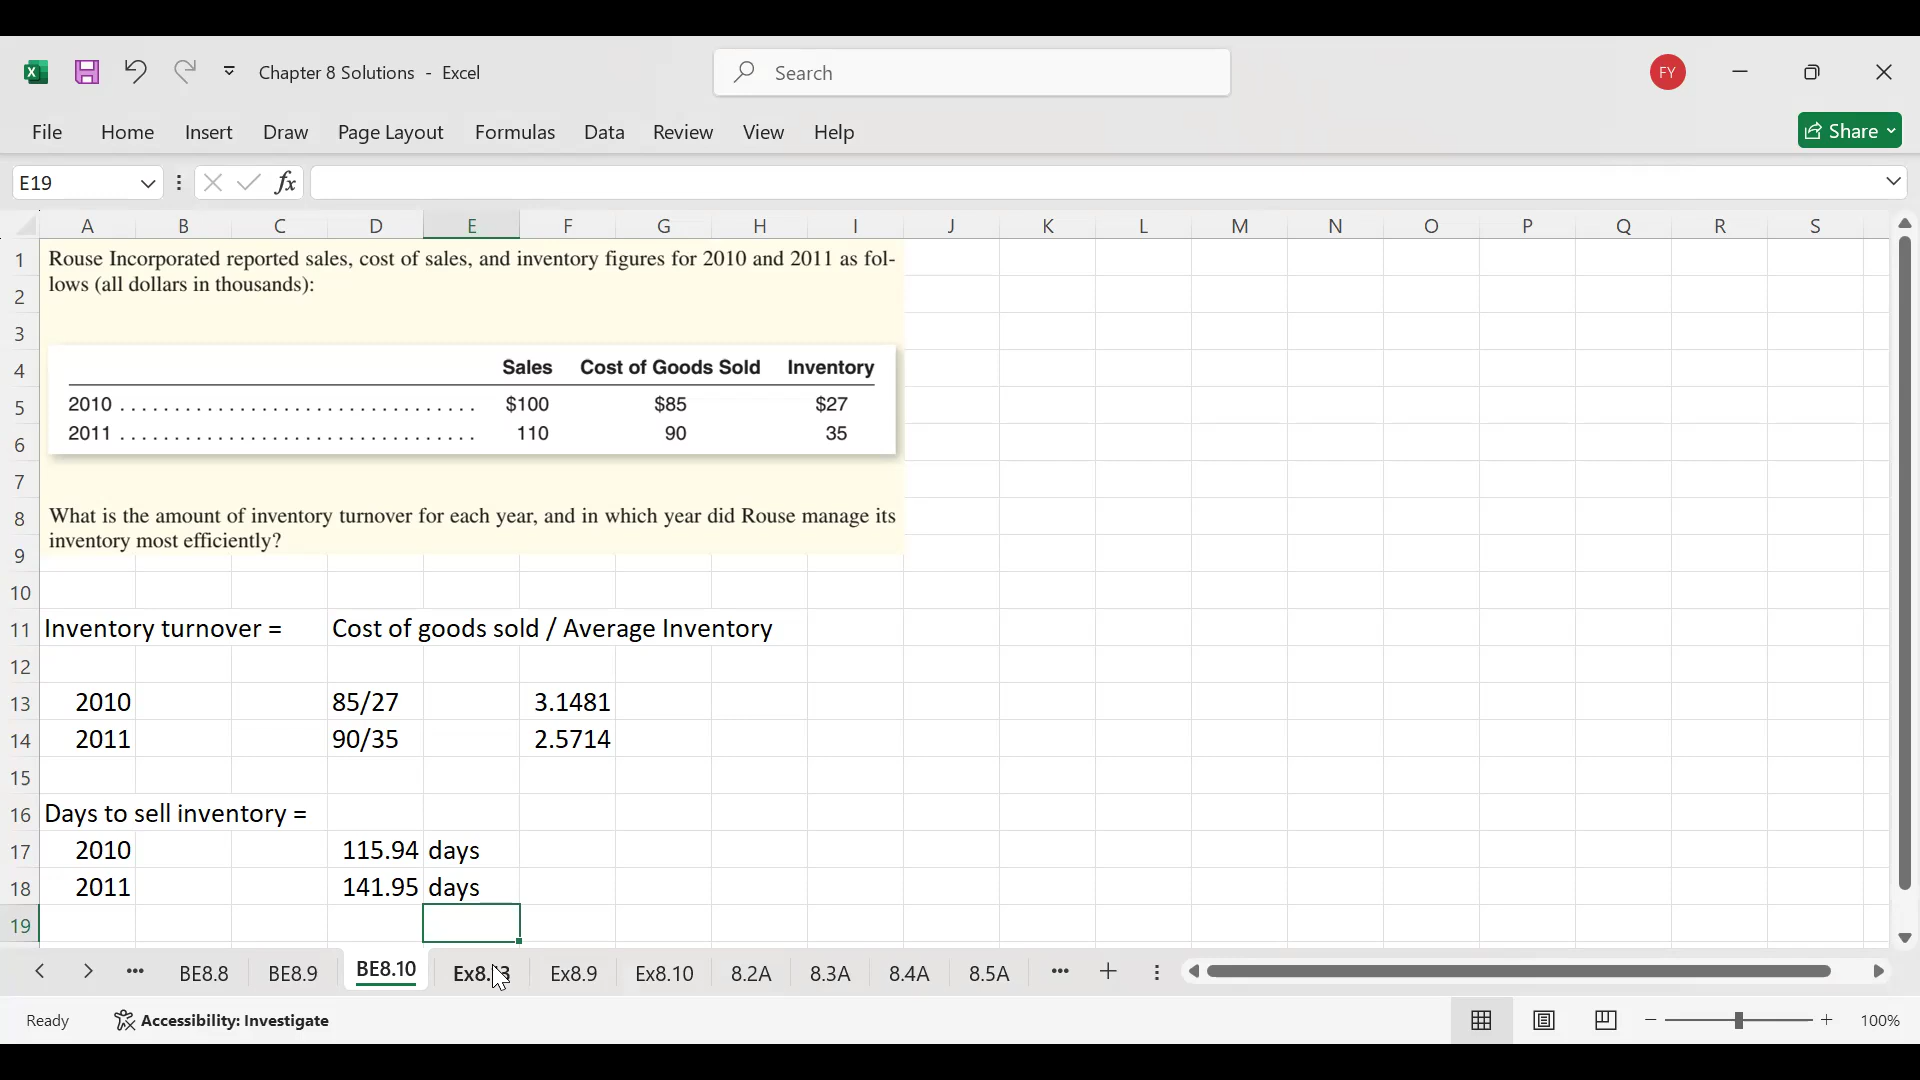 Chapter 8 Solutions - Excel
Search
FY
File Home Insert Draw Page Layout Formulas Data Review View Help
Share
E19
fx
A B C D E F G H I J K L M N O P Q R S
1
2
3
4
5
6
7
8
9
10
11
12
13
14
15
16
17
18
19
Rouse Incorporated reported sales, cost of sales, and inventory figures for 2010 and 2011 as fol-
lows (all dollars in thousands):
Sales Cost of Goods Sold Inventory
2010 . . . . . . . . . . . . . . . . . . . . . . . . . . . . . . . . . $100 $85 $27
2011 . . . . . . . . . . . . . . . . . . . . . . . . . . . . . . . . . 110 90 35
What is the amount of inventory turnover for each year, and in which year did Rouse manage its
inventory most efficiently?
Inventory turnover = Cost of goods sold / Average Inventory
2010 85/27 3.1481
2011 90/35 2.5714
Days to sell inventory =
2010 115.94 days
2011 141.95 days
BE8.8 BE8.9 BE8.10 Ex8.9 Ex8.10 8.2A 8.3A 8.4A 8.5A
Ready Accessibility: Investigate 100%